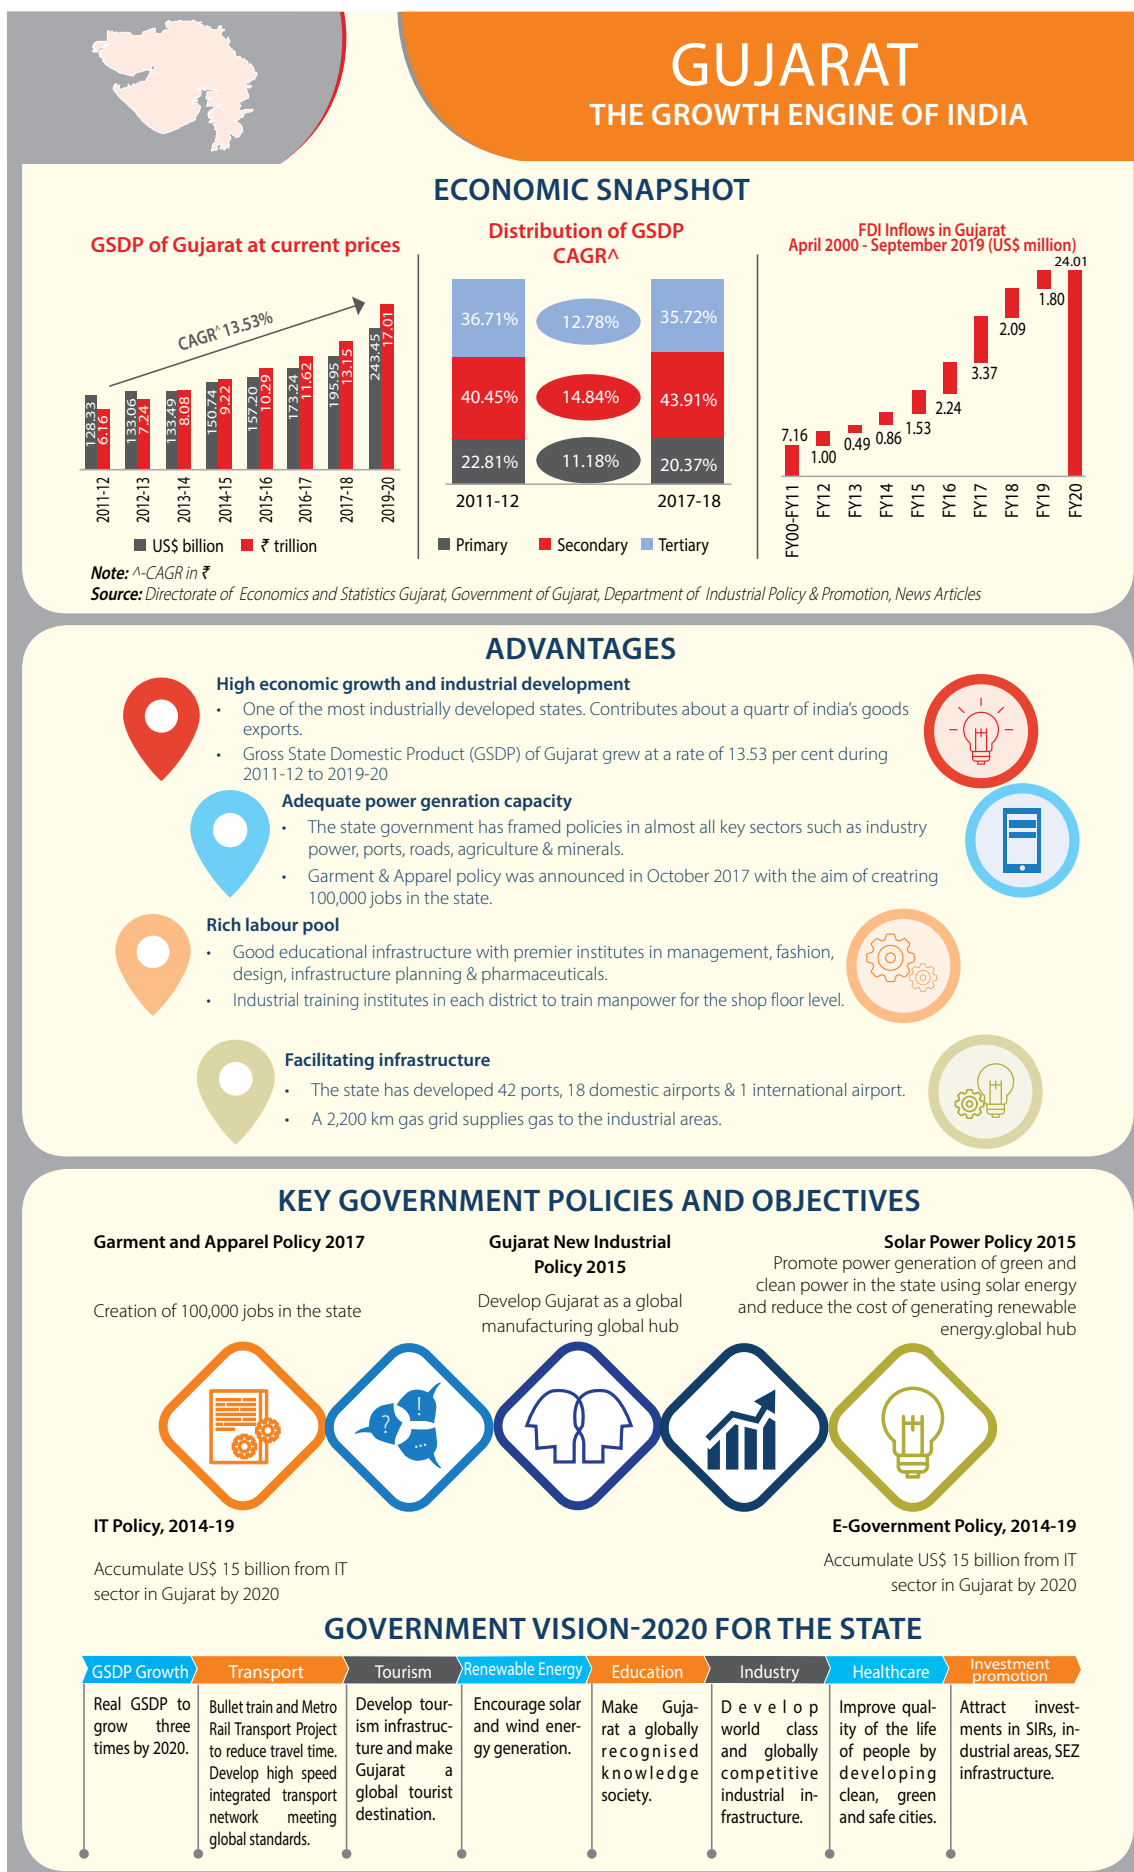 GUJARAT
THE GROWTH ENGINE OF INDIA
ECONOMIC SNAPSHOT
GSDP of Gujarat at current prices
CAGR^ 13.53%
128.33
6.16
133.06
7.24
133.49
8.08
150.74
9.22
157.20
10.29
173.24
11.62
195.95
13.15
243.45
17.01
2011-12
2012-13
2013-14
2014-15
2015-16
2016-17
2017-18
2019-20
US$ billion
₹ trillion
Distribution of GSDP
CAGR^
36.71%
12.78%
35.72%
40.45%
14.84%
43.91%
22.81%
11.18%
20.37%
2011-12
2017-18
Primary
Secondary
Tertiary
FDI Inflows in Gujarat
April 2000 - September 2019 (US$ million)
7.16
1.00
0.49
0.86
1.53
2.24
3.37
2.09
1.80
24.01
FY00-FY11
FY12
FY13
FY14
FY15
FY16
FY17
FY18
FY19
FY20
Note: ^-CAGR in ₹
Source: Directorate of Economics and Statistics Gujarat, Government of Gujarat, Department of Industrial Policy & Promotion, News Articles
ADVANTAGES
High economic growth and industrial development
• One of the most industrially developed states. Contributes about a quartr of india's goods
exports.
• Gross State Domestic Product (GSDP) of Gujarat grew at a rate of 13.53 per cent during
2011-12 to 2019-20
Adequate power genration capacity
• The state government has framed policies in almost all key sectors such as industry
power, ports, roads, agriculture & minerals.
• Garment & Apparel policy was announced in October 2017 with the aim of creatring
100,000 jobs in the state.
Rich labour pool
• Good educational infrastructure with premier institutes in management, fashion,
design, infrastructure planning & pharmaceuticals.
• Industrial training institutes in each district to train manpower for the shop floor level.
Facilitating infrastructure
• The state has developed 42 ports, 18 domestic airports & 1 international airport.
• A 2,200 km gas grid supplies gas to the industrial areas.
KEY GOVERNMENT POLICIES AND OBJECTIVES
Garment and Apparel Policy 2017
Creation of 100,000 jobs in the state
Gujarat New Industrial
Policy 2015
Develop Gujarat as a global
manufacturing global hub
Solar Power Policy 2015
Promote power generation of green and
clean power in the state using solar energy
and reduce the cost of generating renewable
energy.global hub
?
!
...
IT Policy, 2014-19
Accumulate US$ 15 billion from IT
sector in Gujarat by 2020
E-Government Policy, 2014-19
Accumulate US$ 15 billion from IT
sector in Gujarat by 2020
GOVERNMENT VISION-2020 FOR THE STATE
GSDP Growth
Real GSDP to
grow three
times by 2020.
Transport
Bullet train and Metro
Rail Transport Project
to reduce travel time.
Develop high speed
integrated transport
network meeting
global standards.
Tourism
Develop tour-
ism infrastruc-
ture and make
Gujarat a
global tourist
destination.
Renewable Energy
Encourage solar
and wind ener-
gy generation.
Education
Make Guja-
rat a globally
recognised
knowledge
society.
Industry
Develop
world class
and globally
competitive
industrial in-
frastructure.
Healthcare
Improve qual-
ity of the life
of people by
developing
clean, green
and safe cities.
Investment
promotion
Attract invest-
ments in SIRs, in-
dustrial areas, SEZ
infrastructure.